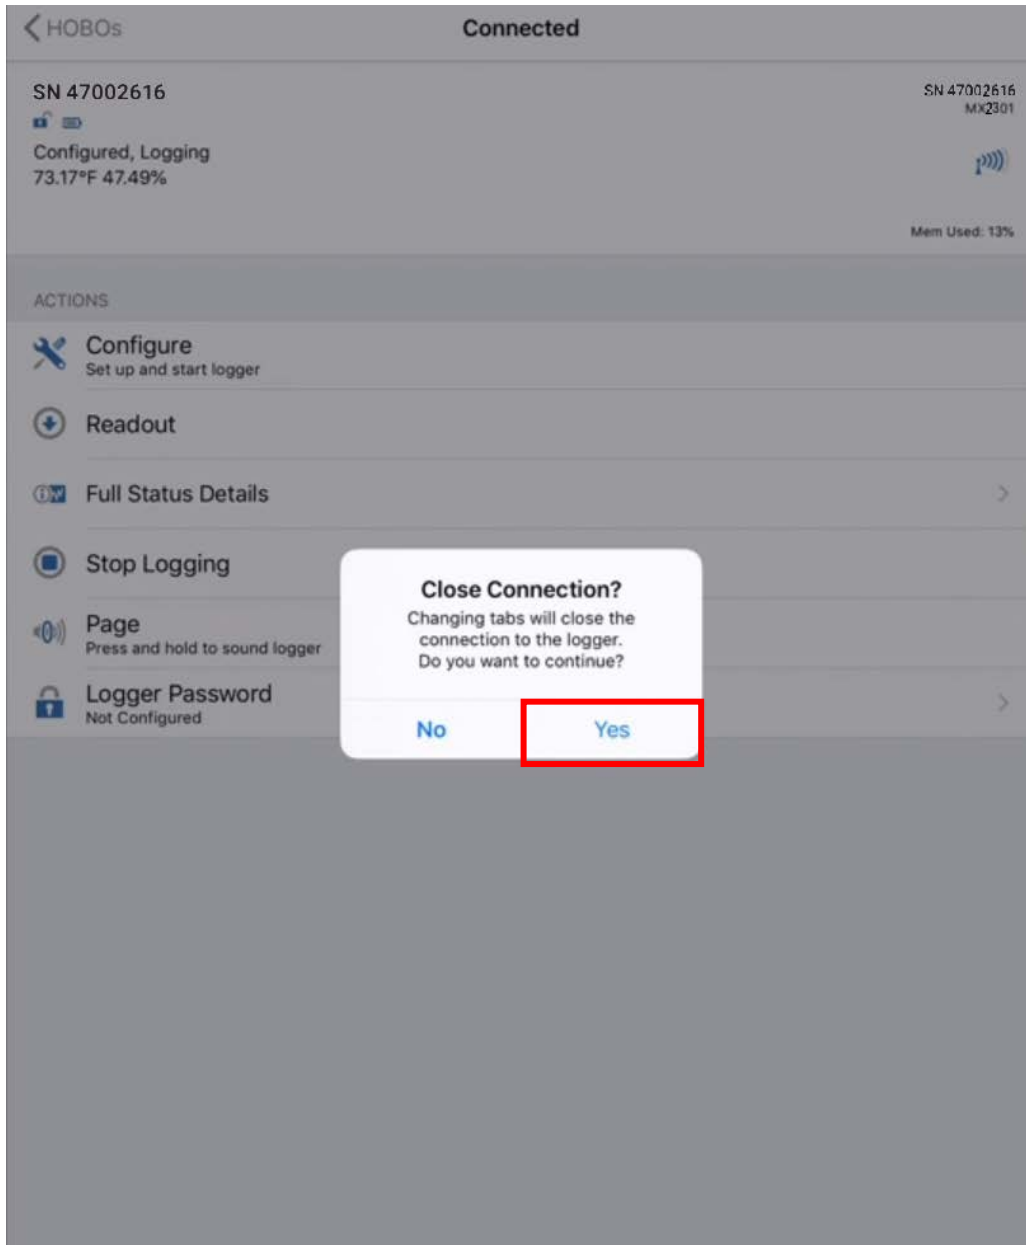 HOBOs
Connected
SN 47002616
SN 47002616
MX2301
Configured, Logging
73.17°F 47.49%
Mem Used: 13%
ACTIONS
Configure
Set up and start logger
Readout
Full Status Details
Stop Logging
Page
Press and hold to sound logger
Logger Password
Not Configured
Close Connection?
Changing tabs will close the
connection to the logger.
Do you want to continue?
No
Yes